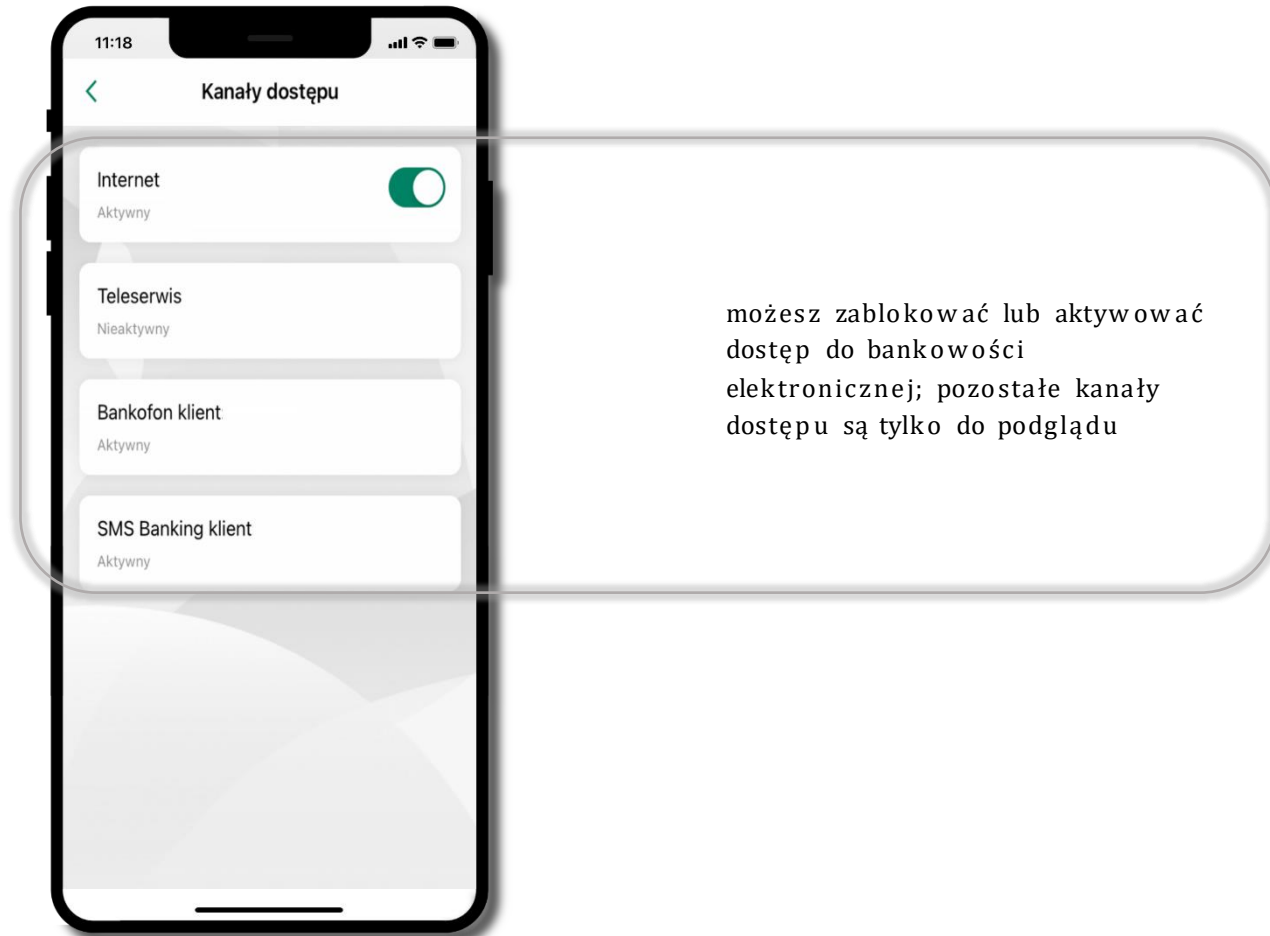 11:18
Kanały dostępu
Internet
Aktywny
Teleserwis
Nieaktywny
Bankofon klient
Aktywny
SMS Banking klient
Aktywny
możesz zablokować lub aktywować
dostęp do bankowości
elektronicznej; pozostałe kanały
dostępu są tylko do podglądu